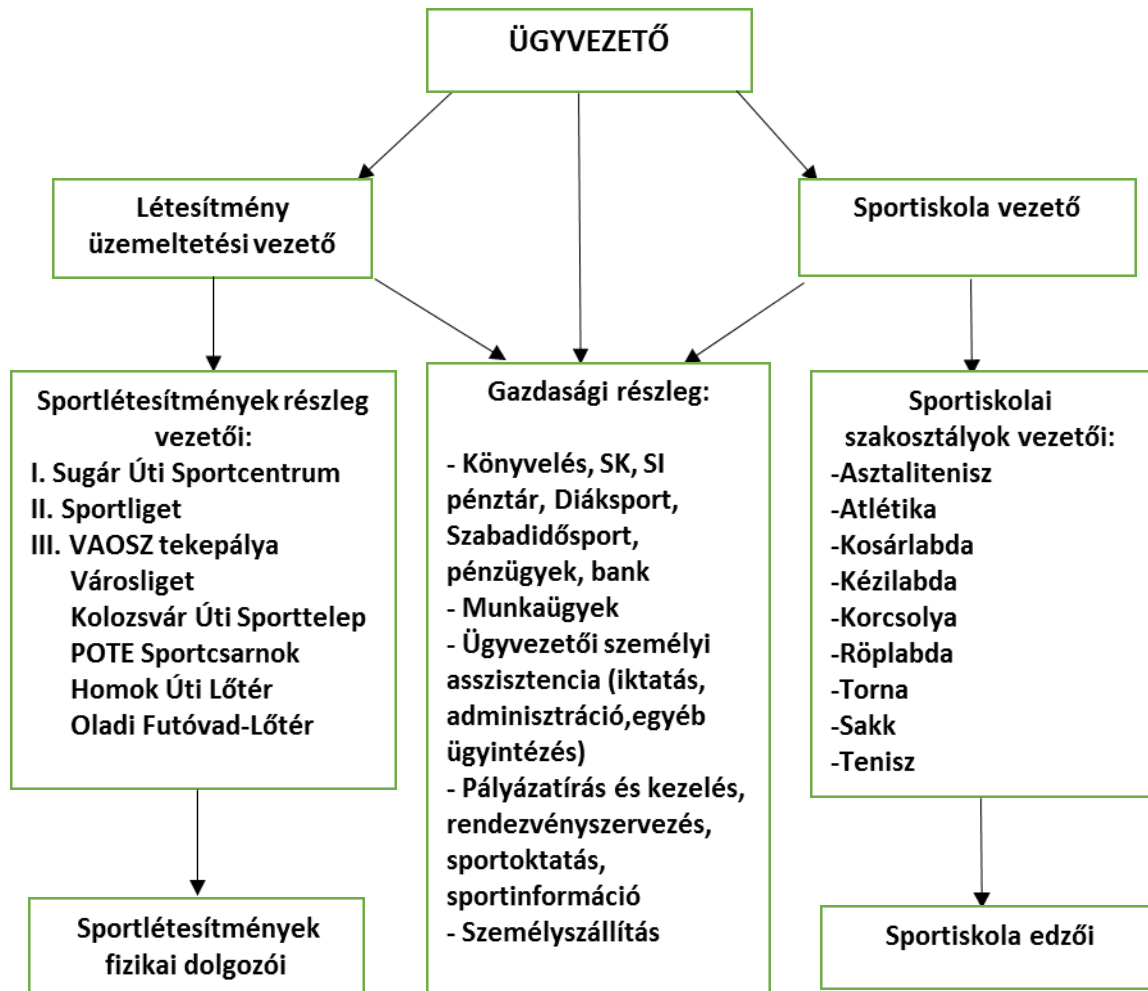 ÜGYVEZETŐ
Létesítmény
üzemeltetési vezető
Sportiskola vezető
Sportlétesítmények részleg
vezetői:
I. Sugár Úti Sportcentrum
II. Sportliget
III. VAOSZ tekepálya
Városliget
Kolozsvár Úti Sporttelep
POTE Sportcsarnok
Homok Úti Lőtér
Oladi Futóvad-Lőtér
Gazdasági részleg:
- Könyvelés, SK, SI
pénztár, Diáksport,
Szabadidősport,
pénzügyek, bank
- Munkaügyek
- Ügyvezetői személyi
asszisztencia (iktatás,
adminisztráció,egyéb
ügyintézés)
- Pályázatírás és kezelés,
rendezvényszervezés,
sportoktatás,
sportinformáció
- Személyszállítás
Sportiskolai
szakosztályok vezetői:
-Asztalitenisz
-Atlétika
-Kosárlabda
-Kézilabda
-Korcsolya
-Röplabda
-Torna
-Sakk
-Tenisz
Sportlétesítmények
fizikai dolgozói
Sportiskola edzői